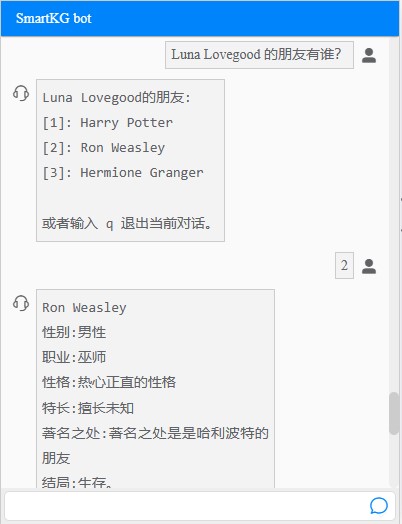 SmartKG bot
Luna Lovegood 的朋友有谁？
Luna Lovegood的朋友:
[1]: Harry Potter
[2]: Ron Weasley
[3]: Hermione Granger
或者输入 q 退出当前对话。
2
Ron Weasley
性别:男性
职业:巫师
性格:热心正直的性格
特长:擅长未知
著名之处:著名之处是是哈利波特的
朋友
结局:生存。